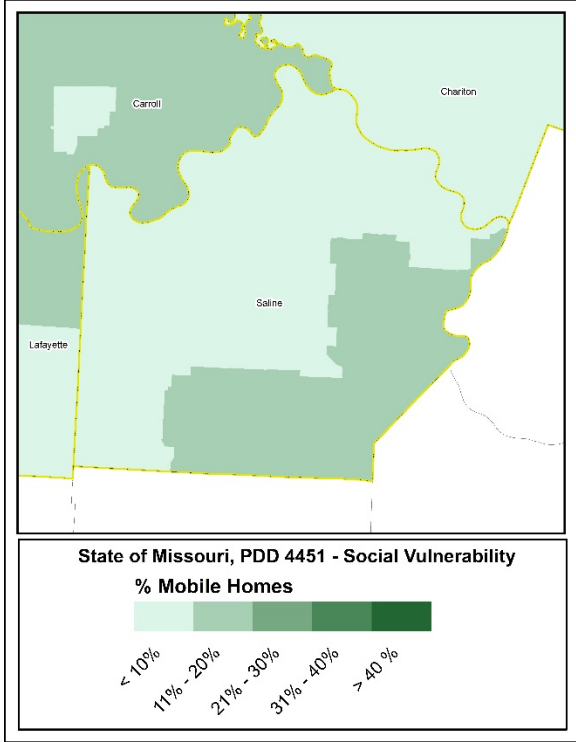 Carroll
Chariton
Saline
Lafayette
State of Missouri, PDD 4451 - Social Vulnerability
% Mobile Homes
< 10%
11% - 20%
21% - 30%
31% - 40%
> 40 %